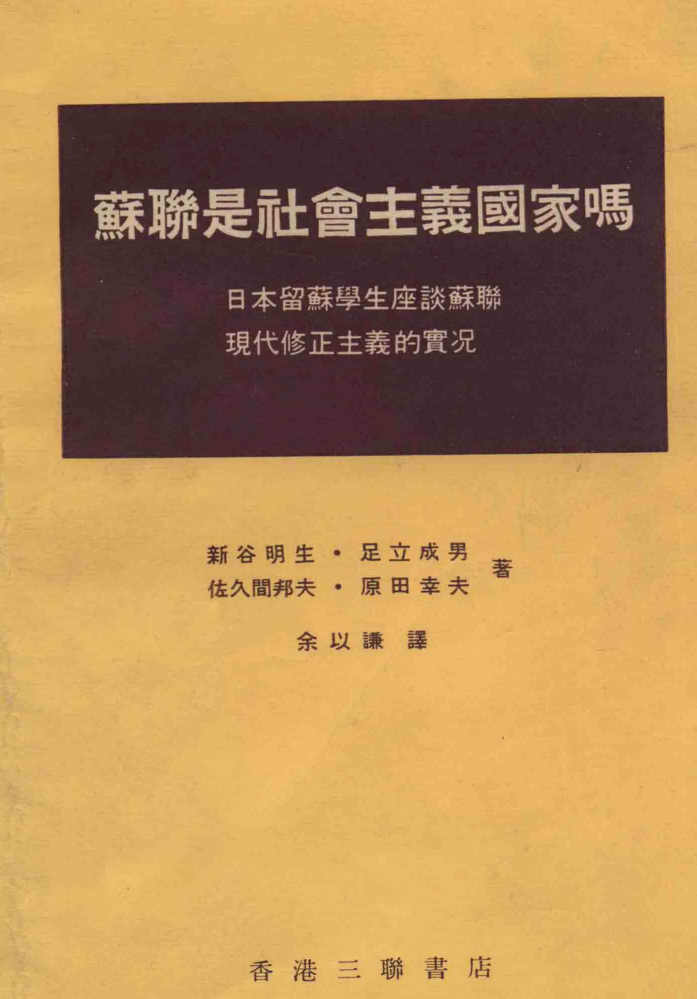 蘇聯是社會主義國家嗎
日本留蘇學生座談蘇聯
現代修正主義的實况
新谷明生・足立成男
佐久間邦夫・原田幸夫
著
余以謙 譯
香港三聯書店